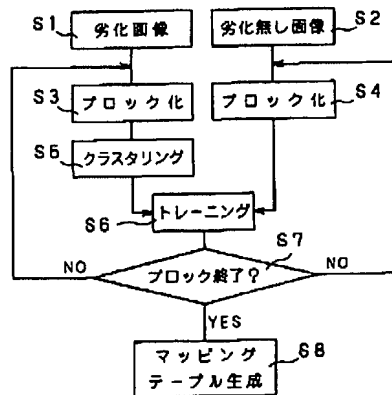 S1
劣化画像
劣化無し画像
S2
S3
ブロック化
ブロック化
S4
S5
クラスタリング
トレーニング
S6
S7
NO
ブロック終了?
NO
YES
マッピング
テーブル生成
S8